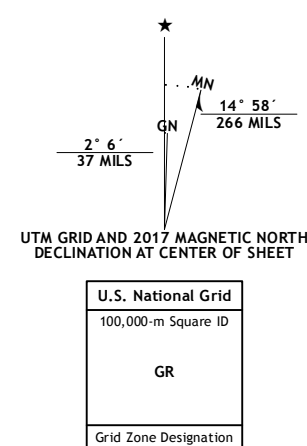 ★
MN
GN
14° 58´
266 MILS
2° 6´
37 MILS
UTM GRID AND 2017 MAGNETIC NORTH
DECLINATION AT CENTER OF SHEET
U.S. National Grid
100,000-m Square ID
GR
Grid Zone Designation